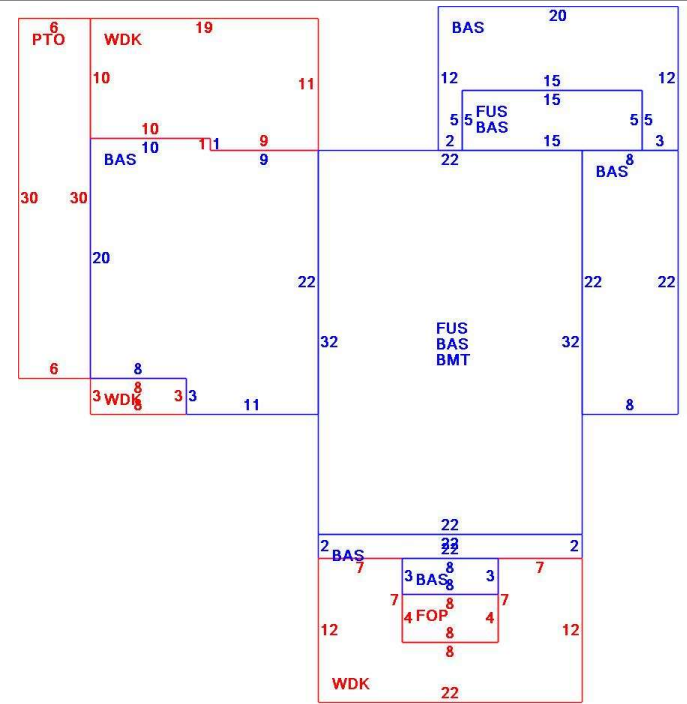 20
6 19
PTO WDK BAS
10 11 12 12
15
15
FUS
5 5 5 5
BAS
10
10 1 1 9 2 15 3
BAS 9 22 8
BAS
30 30
20
22 22 22
FUS
32 BAS 32
BMT
6 8
8
3 WDK 3 3
8 11 8
22
22
2 22 2
BAS
7 8 7
3 BAS 3
8
7 8 7
4 FOP 4
12 8 12
8
WDK
22